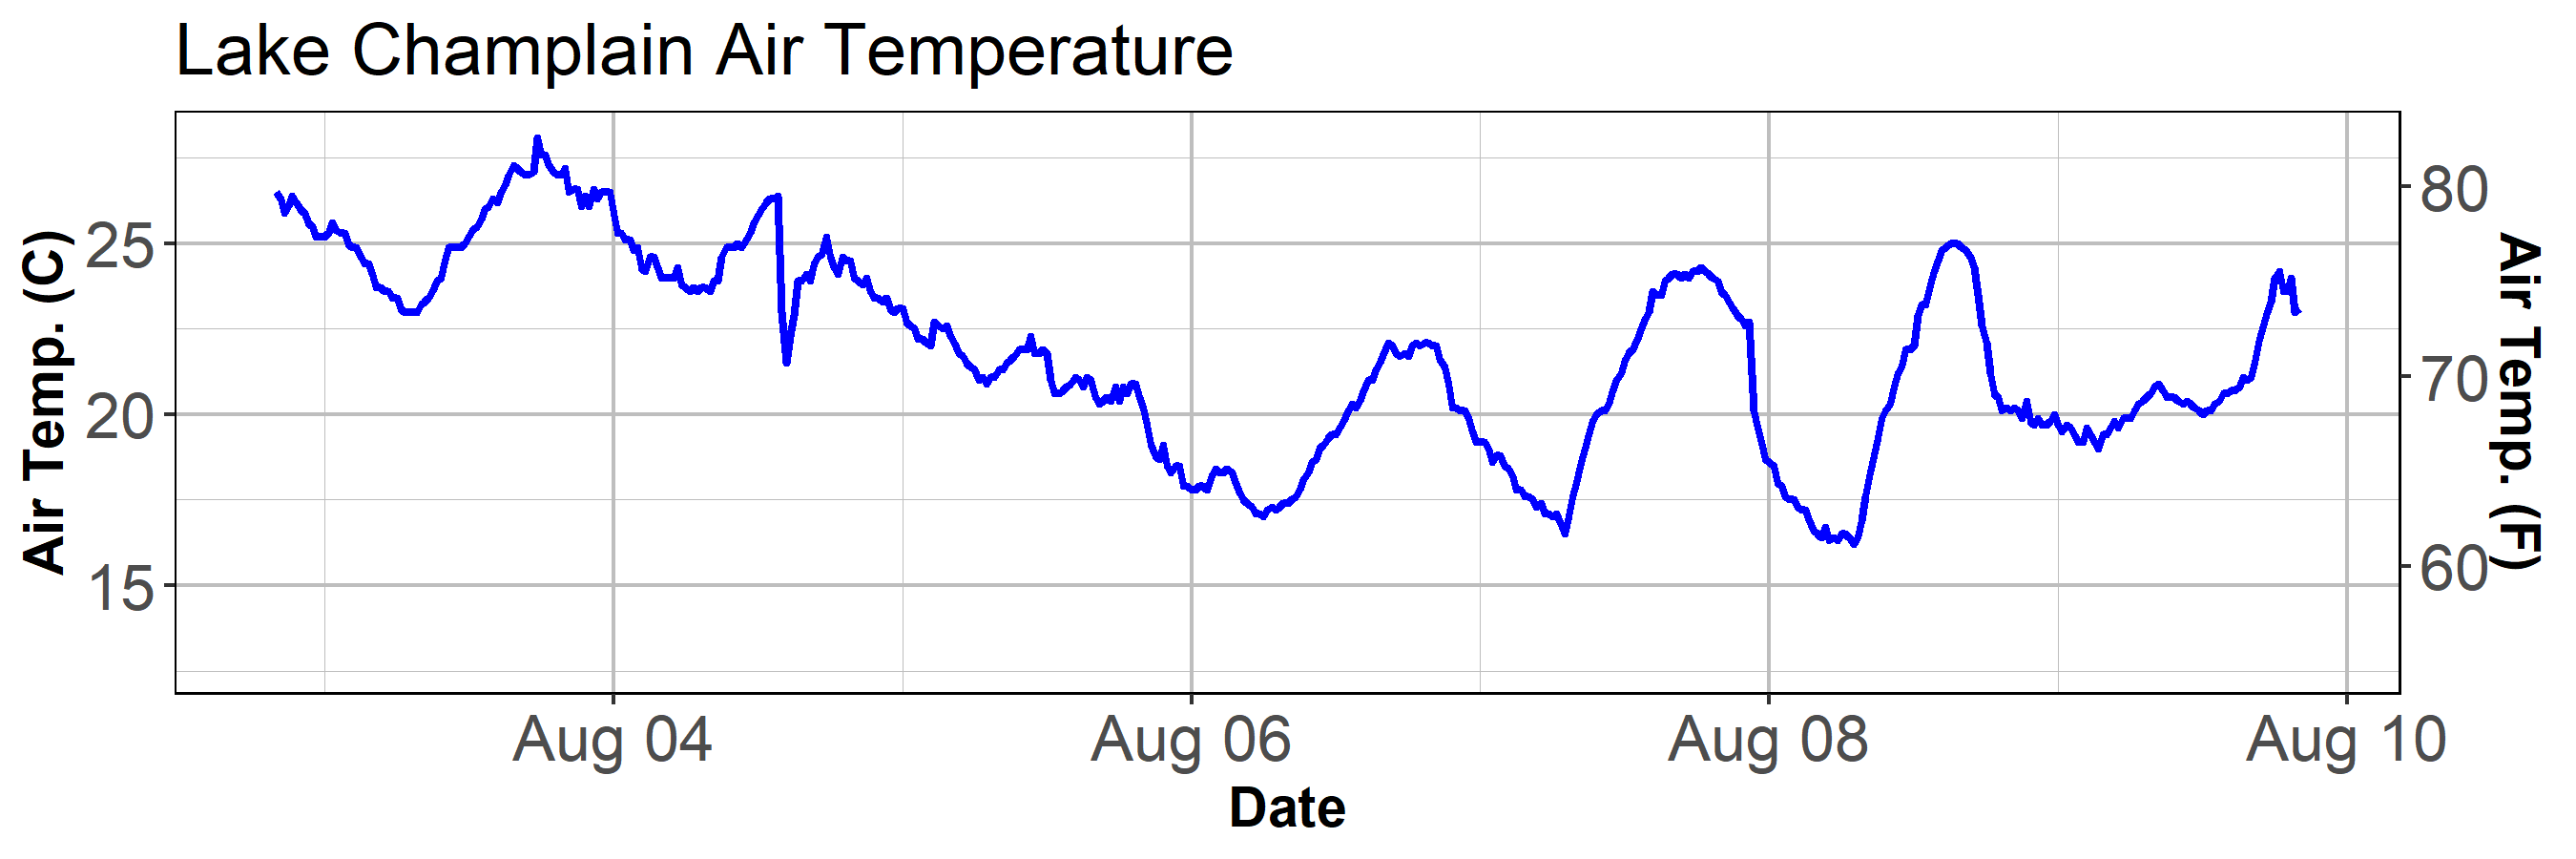 Lake Champlain Air Temperature
Air Temp. (C)
25
20
15
80
70
60
Air Temp. (F)
Aug 04
Aug 06
Aug 08
Aug 10
Date